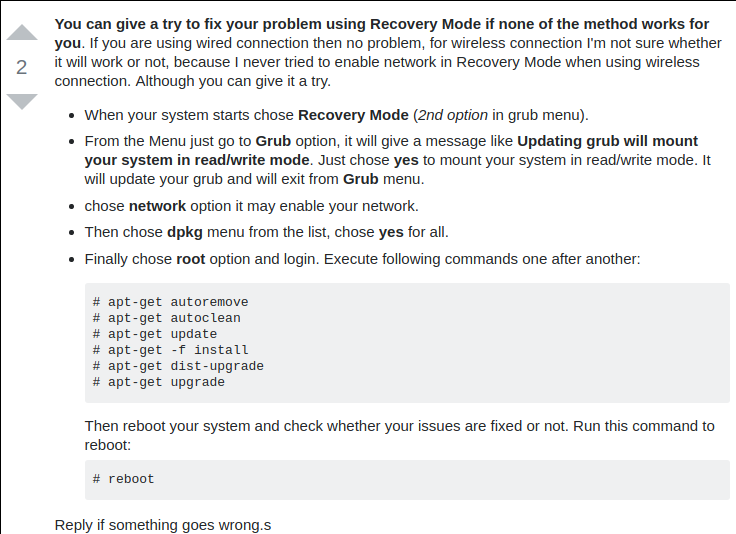 You can give a try to fix your problem using Recovery Mode if none of the method works for
you. If you are using wired connection then no problem, for wireless connection I'm not sure whether
it will work or not, because I never tried to enable network in Recovery Mode when using wireless
connection. Although you can give it a try.
2
• When your system starts chose Recovery Mode (2nd option in grub menu).
• From the Menu just go to Grub option, it will give a message like Updating grub will mount
your system in read/write mode. Just chose yes to mount your system in read/write mode. It
will update your grub and will exit from Grub menu.
• chose network option it may enable your network.
• Then chose dpkg menu from the list, chose yes for all.
• Finally chose root option and login. Execute following commands one after another:
# apt-get autoremove
# apt-get autoclean
# apt-get update
# apt-get -f install
# apt-get dist-upgrade
# apt-get upgrade
Then reboot your system and check whether your issues are fixed or not. Run this command to
reboot:
# reboot
Reply if something goes wrong.s